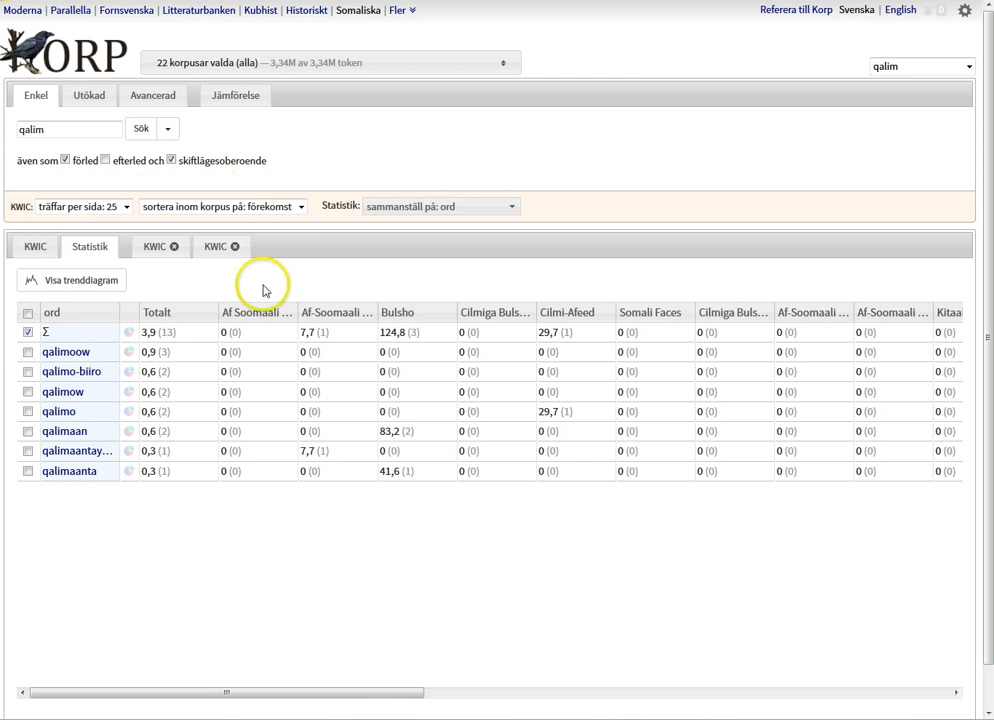 Moderna | Parallella | Fornsvenska | Litteraturbanken | Kubhist | Historiskt | Somaliska | Fler
Referera till Korp Svenska | English 0
KORP
22 korpusar valda (alla) — 3,34M av 3,34M token
qalim
Enkel Utökad Avancerad Jämförelse
qalim Sök
även som förled efterled och skiftlägesoberoende
KWIC: träffar per sida: 25 sortera inom korpus på: förekomst Statistik: sammanställ på: ord
KWIC Statistik KWIC KWIC
Visa trenddiagram
ord Totalt Af Soomaali ... Af-Soomaali ... Bulsho Cilmiga Buls... Cilmi-Afeed Somali Faces Cilmiga Buls... Af-Soomaali ... Af-Soomaali ... Kitaa
Σ 3,9 (13) 0 (0) 7,7 (1) 124,8 (3) 0 (0) 29,7 (1) 0 (0) 0 (0) 0 (0) 0 (0) 0 (0)
qalimoow 0,9 (3) 0 (0) 0 (0) 0 (0) 0 (0) 0 (0) 0 (0) 0 (0) 0 (0) 0 (0) 0 (0)
qalimo-biiro 0,6 (2) 0 (0) 0 (0) 0 (0) 0 (0) 0 (0) 0 (0) 0 (0) 0 (0) 0 (0) 0 (0)
qalimow 0,6 (2) 0 (0) 0 (0) 0 (0) 0 (0) 0 (0) 0 (0) 0 (0) 0 (0) 0 (0) 0 (0)
qalimo 0,6 (2) 0 (0) 0 (0) 0 (0) 0 (0) 29,7 (1) 0 (0) 0 (0) 0 (0) 0 (0) 0 (0)
qalimaan 0,6 (2) 0 (0) 0 (0) 83,2 (2) 0 (0) 0 (0) 0 (0) 0 (0) 0 (0) 0 (0) 0 (0)
qalimaantay... 0,3 (1) 0 (0) 7,7 (1) 0 (0) 0 (0) 0 (0) 0 (0) 0 (0) 0 (0) 0 (0) 0 (0)
qalimaanta 0,3 (1) 0 (0) 0 (0) 41,6 (1) 0 (0) 0 (0) 0 (0) 0 (0) 0 (0) 0 (0) 0 (0)